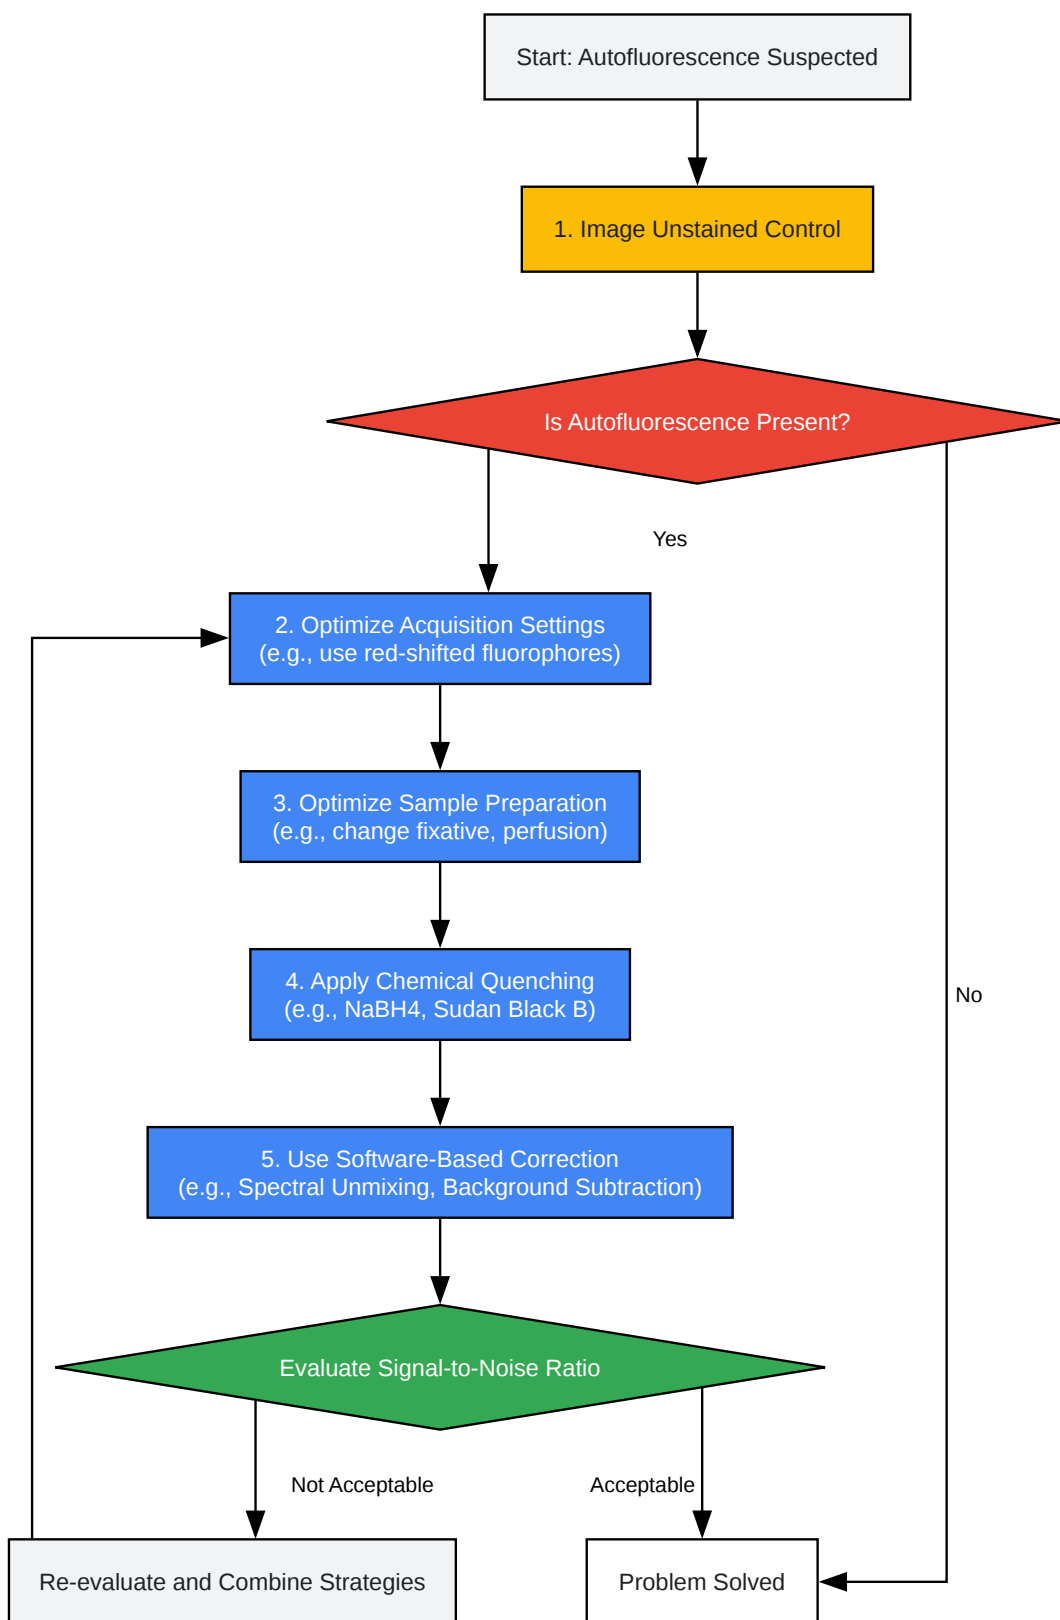 Start: Autofluorescence Suspected
1. Image Unstained Control
Is Autofluorescence Present?
Yes
2. Optimize Acquisition Settings
(e.g., use red-shifted fluorophores)
3. Optimize Sample Preparation
(e.g., change fixative, perfusion)
4. Apply Chemical Quenching
(e.g., NaBH4, Sudan Black B)
No
5. Use Software-Based Correction
(e.g., Spectral Unmixing, Background Subtraction)
Evaluate Signal-to-Noise Ratio
Not Acceptable
Acceptable
Re-evaluate and Combine Strategies
Problem Solved